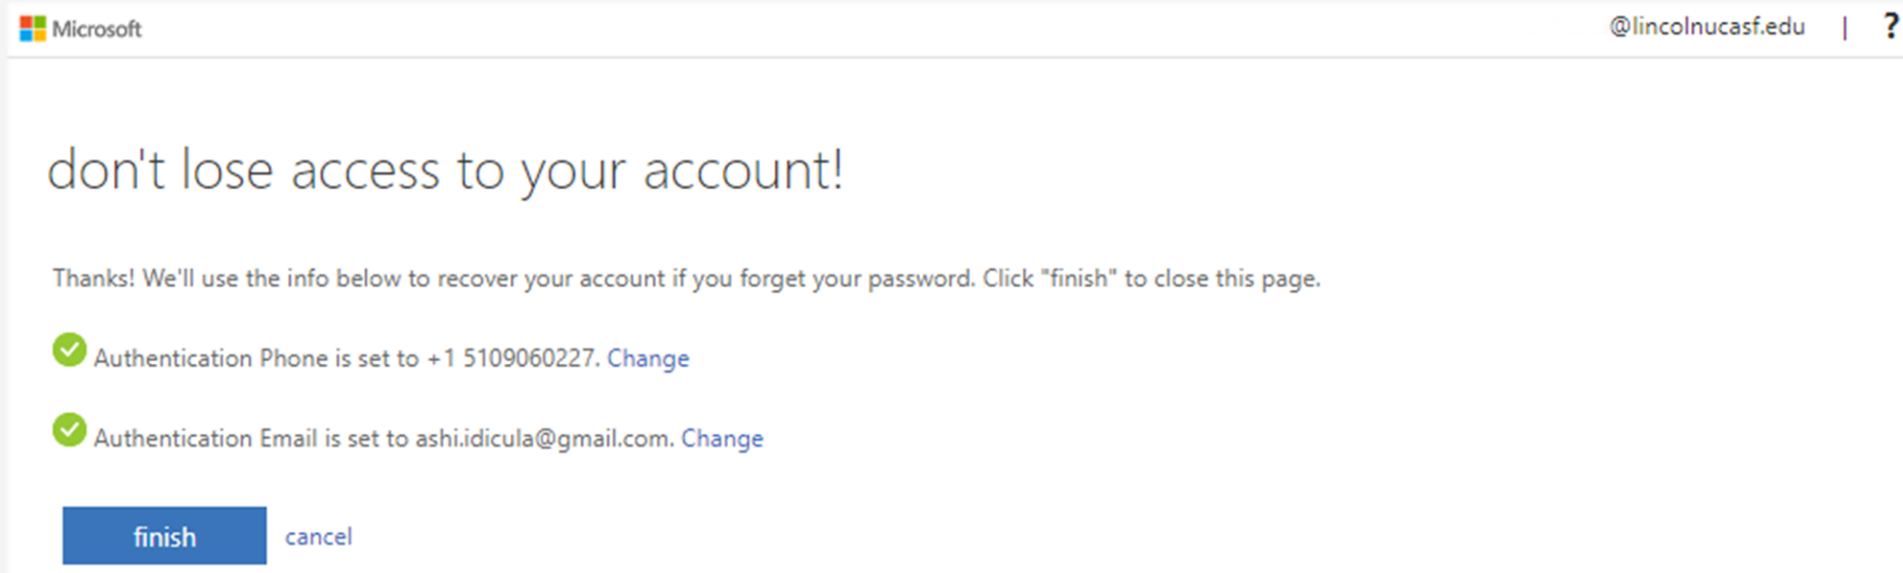 Microsoft
@lincolnucasf.edu | ?
don't lose access to your account!
Thanks! We'll use the info below to recover your account if you forget your password. Click "finish" to close this page.
Authentication Phone is set to +1 5109060227. Change
Authentication Email is set to ashi.idicula@gmail.com. Change
finish cancel